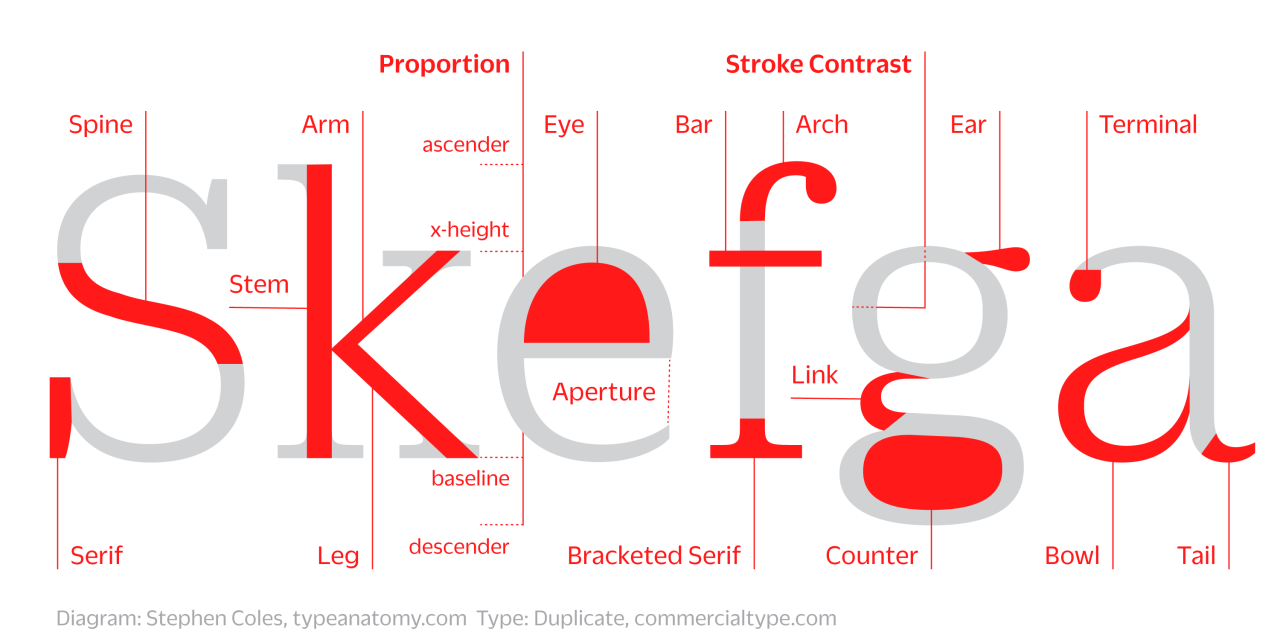 Proportion
Stroke Contrast
Spine
Arm
Eye
Bar
Arch
Ear
Terminal
ascender
x-height
Stem
Skefga
Aperture
Link
baseline
descender
Serif
Leg
Bracketed Serif
Counter
Bowl
Tail
Diagram: Stephen Coles, typeanatomy.com Type: Duplicate, commercialtype.com